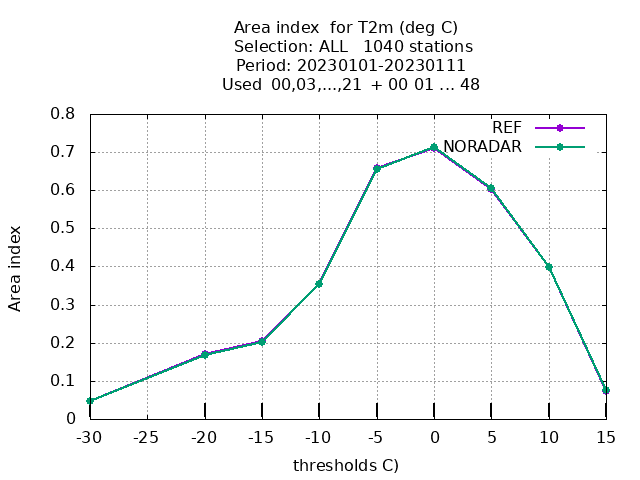 Area index  for T2m (deg C)
Selection: ALL   1040 stations
Period: 20230101-20230111
Used  00,03,...,21  + 00 01 ... 48
REF
NORADAR
0.8
0.7
0.6
0.5
0.4
0.3
0.2
0.1
0
Area index
-30 -25 -20 -15 -10 -5 0 5 10 15
thresholds C)